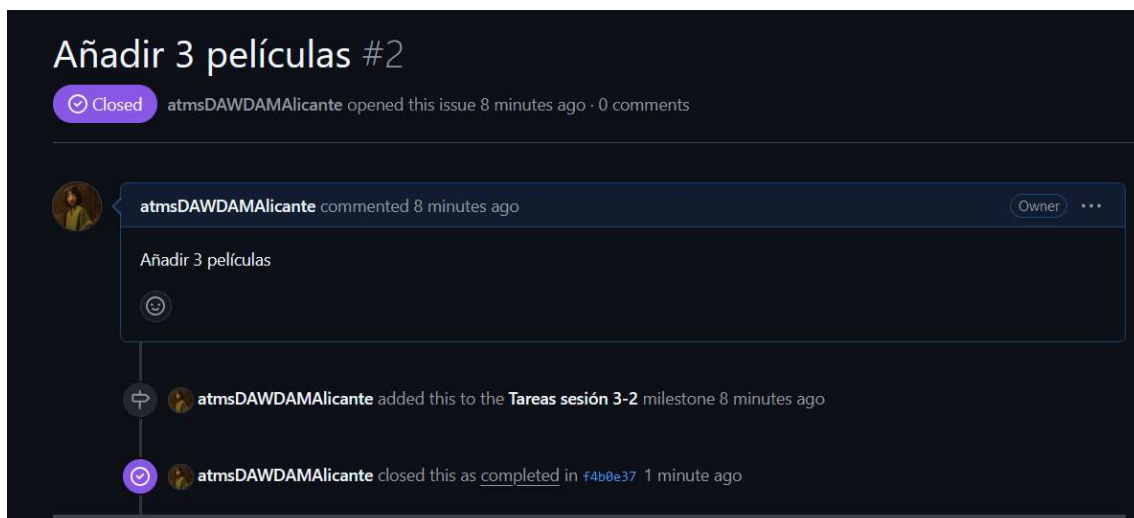 Añadir 3 películas #2
Closed atmsDAWDAMAlicante opened this issue 8 minutes ago · 0 comments
atmsDAWDAMAlicante commented 8 minutes ago Owner ...
Añadir 3 películas
atmsDAWDAMAlicante added this to the Tareas sesión 3-2 milestone 8 minutes ago
atmsDAWDAMAlicante closed this as completed in f4b0e37 1 minute ago